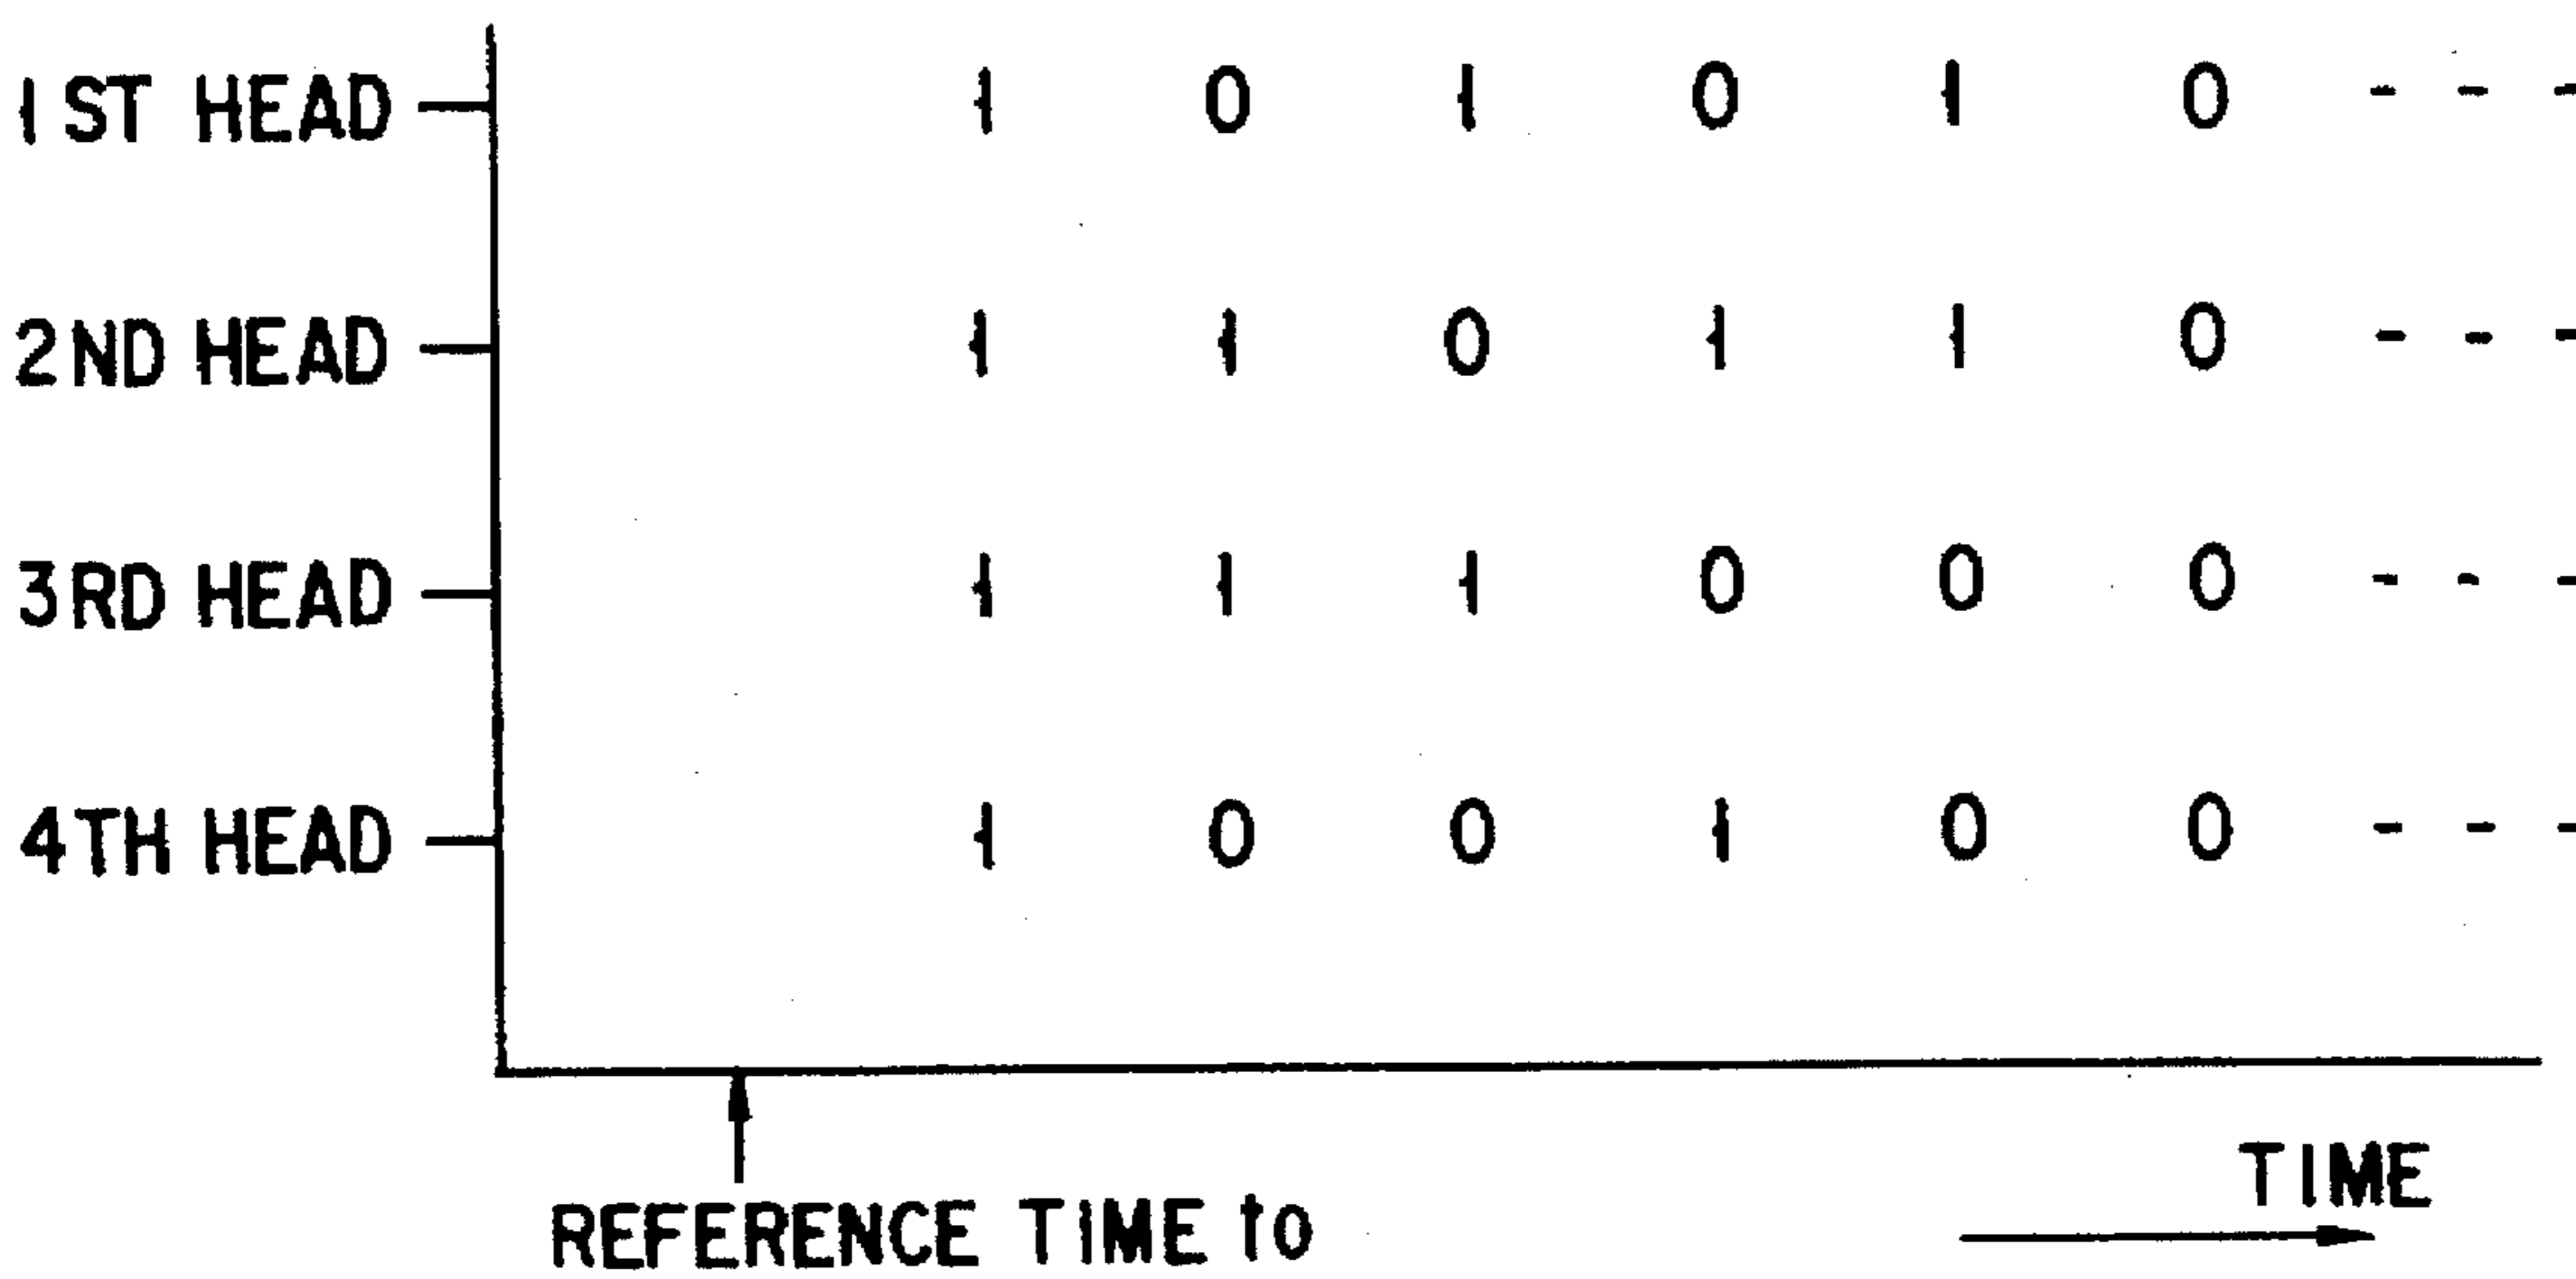 1ST HEAD 1 0 1 0 1 0 - - -
2ND HEAD 1 1 0 1 1 0 - - -
3RD HEAD 1 1 1 0 0 0 - - -
4TH HEAD 1 0 0 1 0 0 - - -
TIME
REFERENCE TIME to